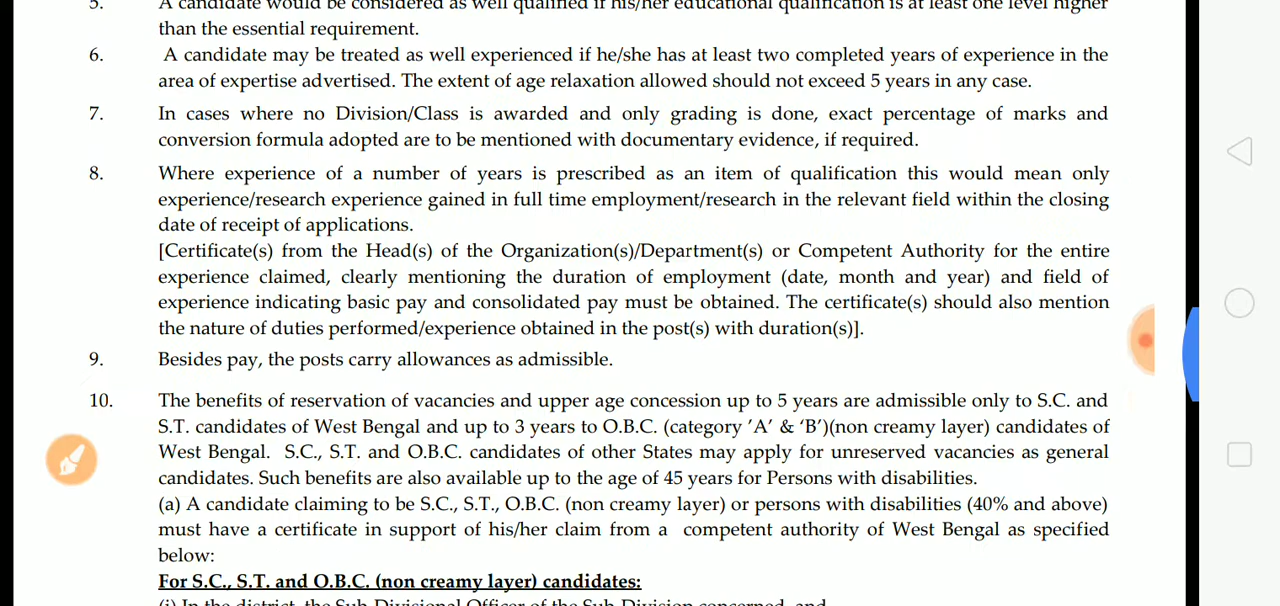 5. A candidate would be considered as well qualified if his/her educational qualification is at least one level higher
than the essential requirement.
6. A candidate may be treated as well experienced if he/she has at least two completed years of experience in the
area of expertise advertised. The extent of age relaxation allowed should not exceed 5 years in any case.
7. In cases where no Division/Class is awarded and only grading is done, exact percentage of marks and
conversion formula adopted are to be mentioned with documentary evidence, if required.
8. Where experience of a number of years is prescribed as an item of qualification this would mean only
experience/research experience gained in full time employment/research in the relevant field within the closing
date of receipt of applications.
[Certificate(s) from the Head(s) of the Organization(s)/Department(s) or Competent Authority for the entire
experience claimed, clearly mentioning the duration of employment (date, month and year) and field of
experience indicating basic pay and consolidated pay must be obtained. The certificate(s) should also mention
the nature of duties performed/experience obtained in the post(s) with duration(s)].
9. Besides pay, the posts carry allowances as admissible.
10. The benefits of reservation of vacancies and upper age concession up to 5 years are admissible only to S.C. and
S.T. candidates of West Bengal and up to 3 years to O.B.C. (category 'A' & 'B')(non creamy layer) candidates of
West Bengal. S.C., S.T. and O.B.C. candidates of other States may apply for unreserved vacancies as general
candidates. Such benefits are also available up to the age of 45 years for Persons with disabilities.
(a) A candidate claiming to be S.C., S.T., O.B.C. (non creamy layer) or persons with disabilities (40% and above)
must have a certificate in support of his/her claim from a competent authority of West Bengal as specified
below:
For S.C., S.T. and O.B.C. (non creamy layer) candidates:
(i) In the district, the Sub Divisional Officer of the Sub Division concerned, and